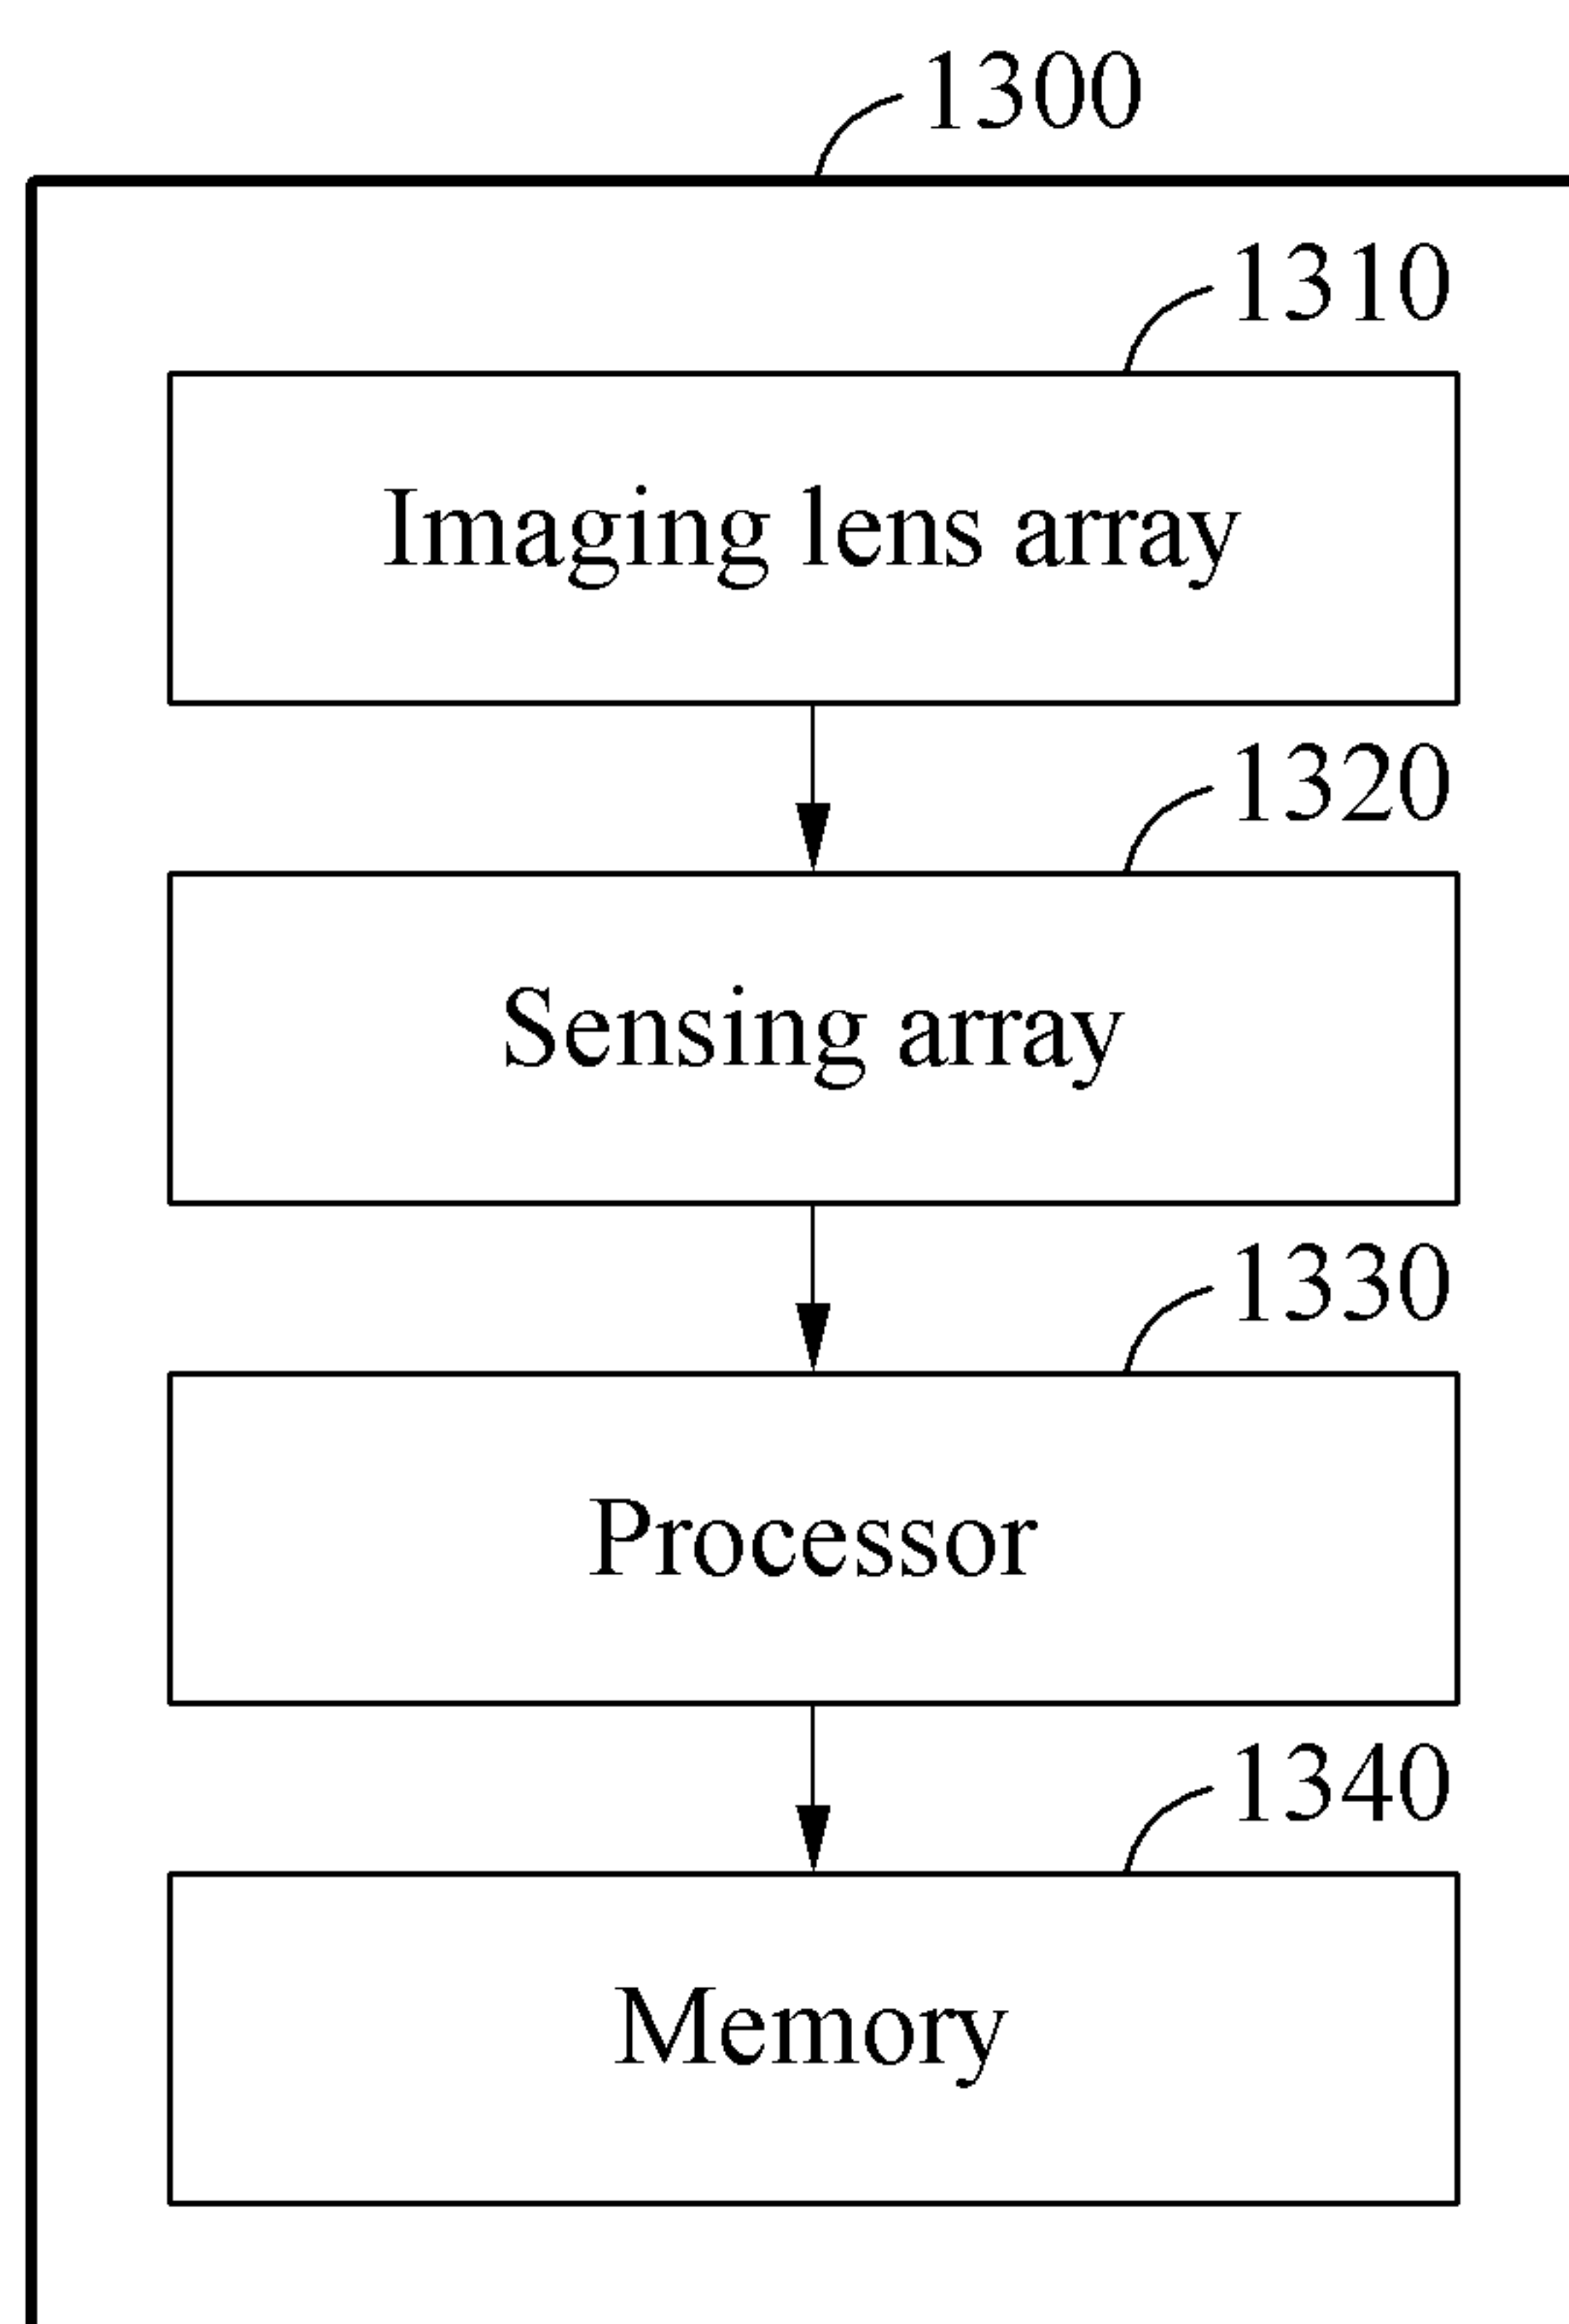 1300
1310
Imaging lens array
1320
Sensing array
1330
Processor
1340
Memory